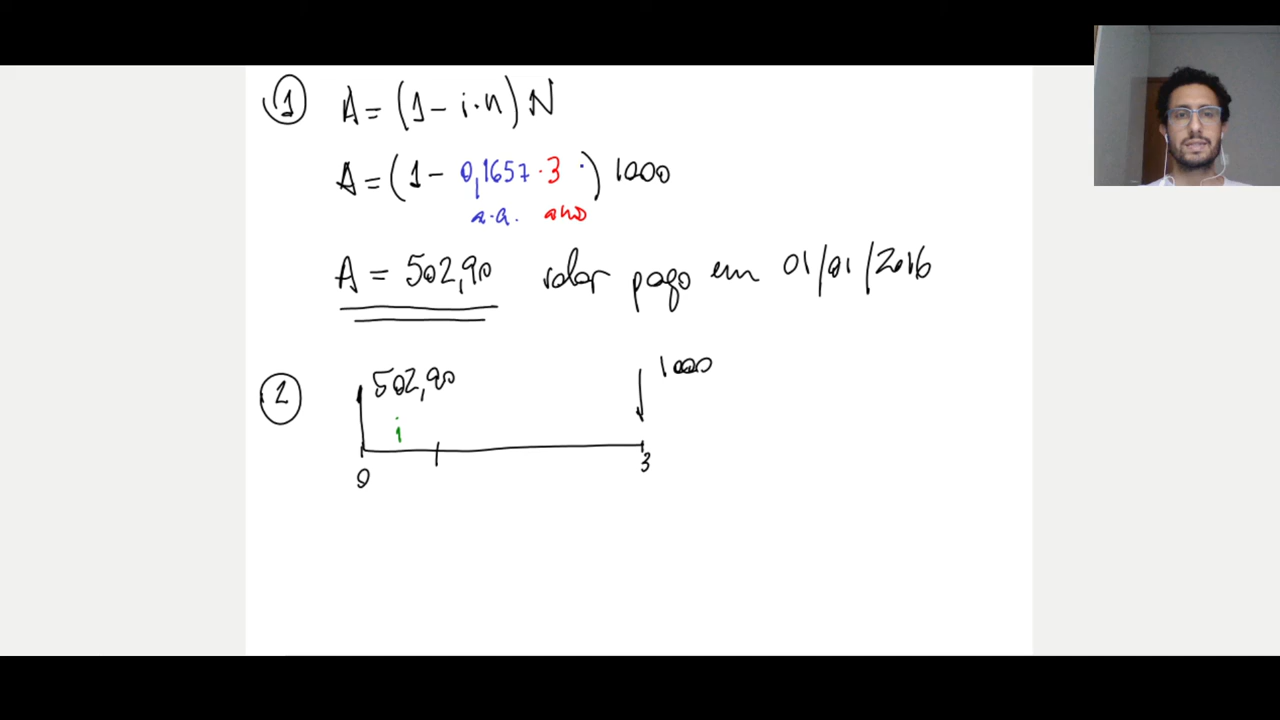 1 A = (1 - i·n) N
A = (1 - 0,1657 · 3 ·) 1000
a.a. ano
A = 502,90 valor pago em 01/01/2016
2 502,90 1000
i
0 3